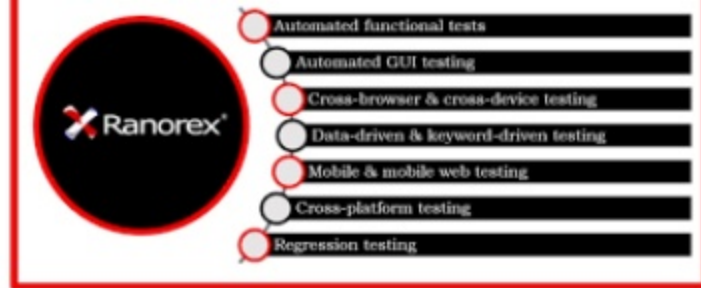 Ranorex®
Automated functional tests
Automated GUI testing
Cross-browser & cross-device testing
Data-driven & keyword-driven testing
Mobile & mobile web testing
Cross-platform testing
Regression testing